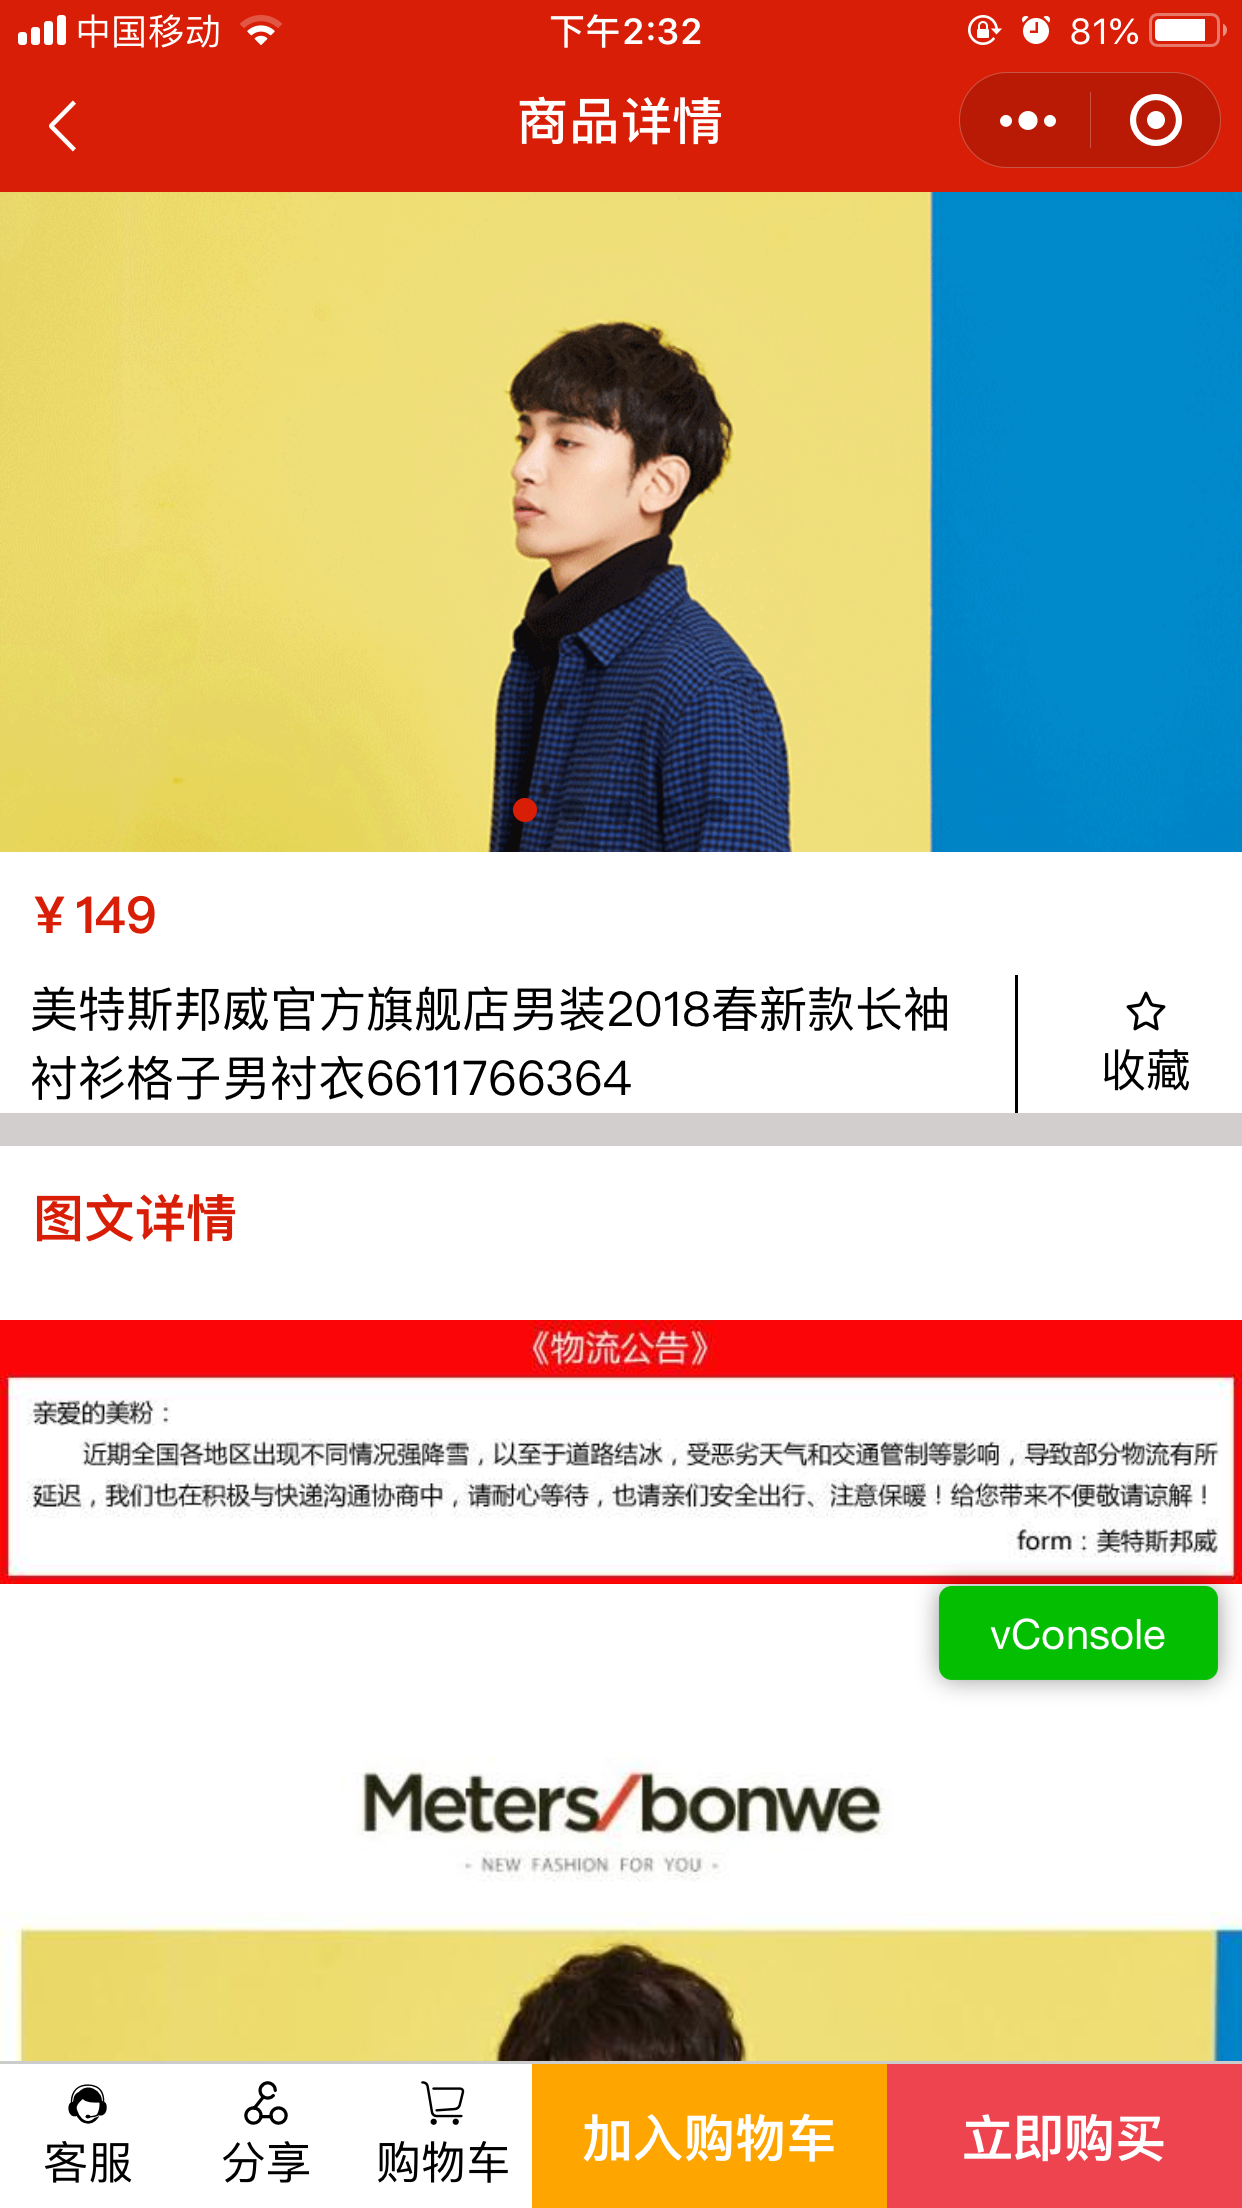 中国移动
下午2:32
81%
商品详情
¥ 149
美特斯邦威官方旗舰店男装2018春新款长袖
衬衫格子男衬衣6611766364
收藏
图文详情
《物流公告》
亲爱的美粉：
近期全国各地区出现不同情况强降雪，以至于道路结冰，受恶劣天气和交通管制等影响，导致部分物流有所
延迟，我们也在积极与快递沟通协商中，请耐心等待，也请亲们安全出行、注意保暖！给您带来不便敬请谅解！
form：美特斯邦威
vConsole
Meters/bonwe
- NEW FASHION FOR YOU -
客服
分享
购物车
加入购物车
立即购买